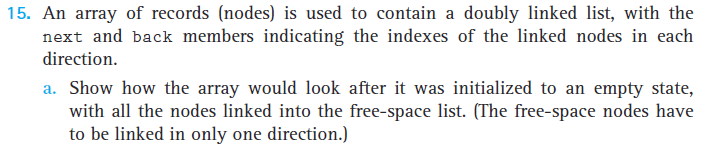 15. An array of records (nodes) is used to contain a doubly linked list, with the
next and back members indicating the indexes of the linked nodes in each
direction.
a. Show how the array would look after it was initialized to an empty state,
with all the nodes linked into the free-space list. (The free-space nodes have
to be linked in only one direction.)